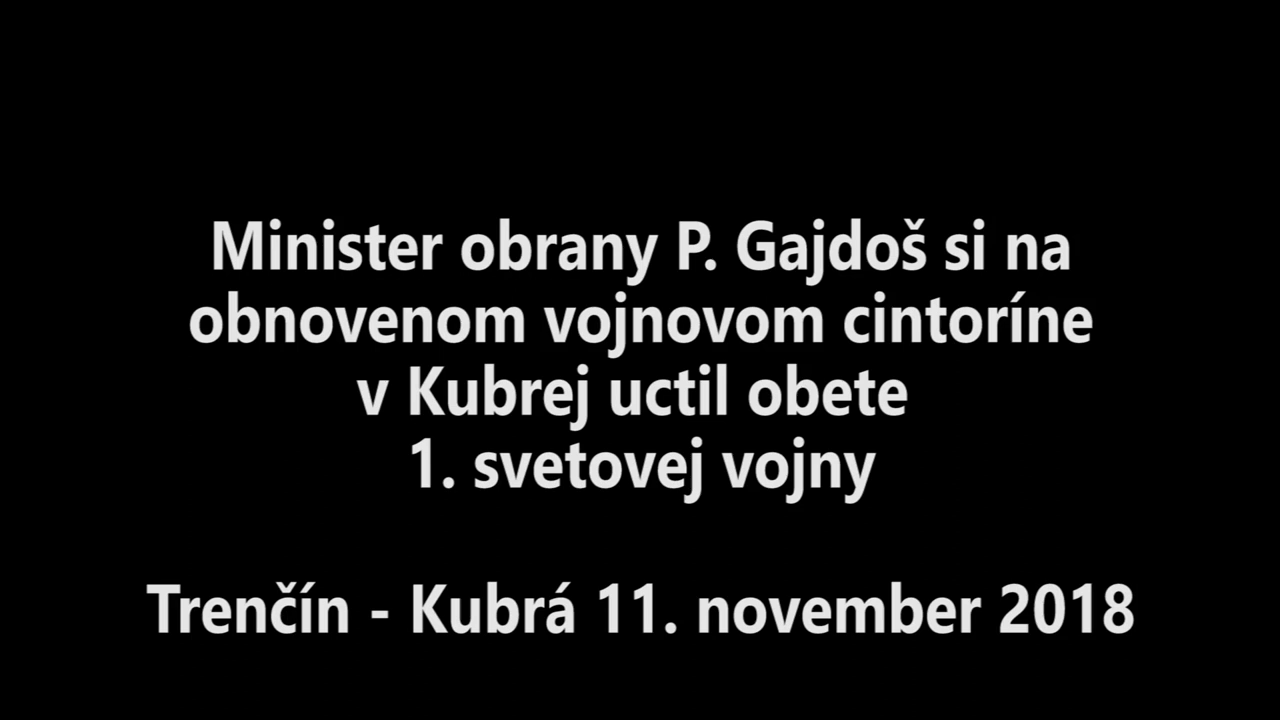 Minister obrany P. Gajdoš si na
obnovenom vojnovom cintoríne
v Kubrej uctil obete
1. svetovej vojny
Trenčín - Kubrá 11. november 2018